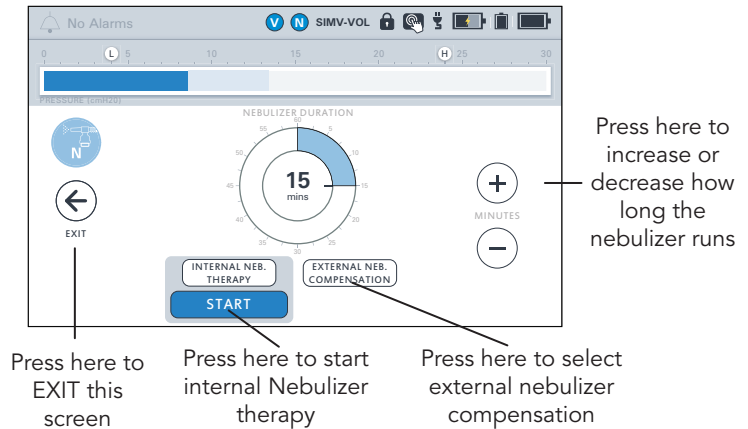 No Alarms
V N SIMV-VOL
0 L 5 10 15 20 H 25 30
PRESSURE (cmH20)
N
EXIT
NEBULIZER DURATION
60
55 5
50 10
45 15
40 20
35 25
30
15
mins
+
MINUTES
−
INTERNAL NEB.
THERAPY
START
EXTERNAL NEB.
COMPENSATION
Press here to
increase or
decrease how
long the
nebulizer runs
Press here to
EXIT this
screen
Press here to start
internal Nebulizer
therapy
Press here to select
external nebulizer
compensation